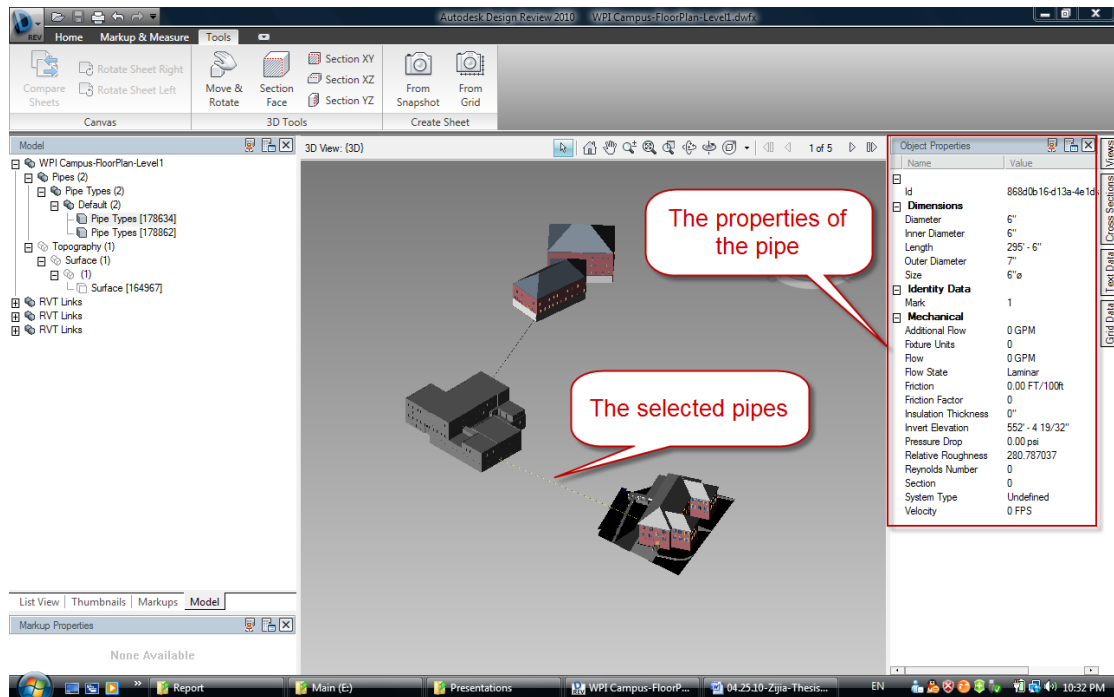 Autodesk Design Review 2010 WPI Campus-FloorPlan-Level1.dwfx
REV Home Markup & Measure Tools
Compare Sheets
Rotate Sheet Right
Rotate Sheet Left
Canvas
Move & Rotate
Section Face
Section XY
Section XZ
Section YZ
3D Tools
From Snapshot
From Grid
Create Sheet
Model
WPI Campus-FloorPlan-Level1
Pipes (2)
Pipe Types (2)
Default (2)
Pipe Types [178634]
Pipe Types [178862]
Topography (1)
Surface (1)
(1)
Surface [164967]
RVT Links
RVT Links
RVT Links
List View Thumbnails Markups Model
Markup Properties
None Available
3D View: {3D}
1 of 5
The properties of
the pipe
The selected pipes
Object Properties
Name Value
Id 868d0b16-d13a-4e1d
Dimensions
Diameter 6"
Inner Diameter 6"
Length 295' - 6"
Outer Diameter 7"
Size 6"ø
Identity Data
Mark 1
Mechanical
Additional Flow 0 GPM
Fixture Units 0
Flow 0 GPM
Flow State Laminar
Friction 0.00 FT/100ft
Friction Factor 0
Insulation Thickness 0"
Invert Elevation 552' - 4 19/32"
Pressure Drop 0.00 psi
Relative Roughness 280.787037
Reynolds Number 0
Section 0
System Type Undefined
Velocity 0 FPS
Views
Cross Sections
Text Data
Grid Data
Report
Main (E:)
Presentations
WPI Campus-FloorP...
04.25.10-Zijia-Thesis...
EN
10:32 PM